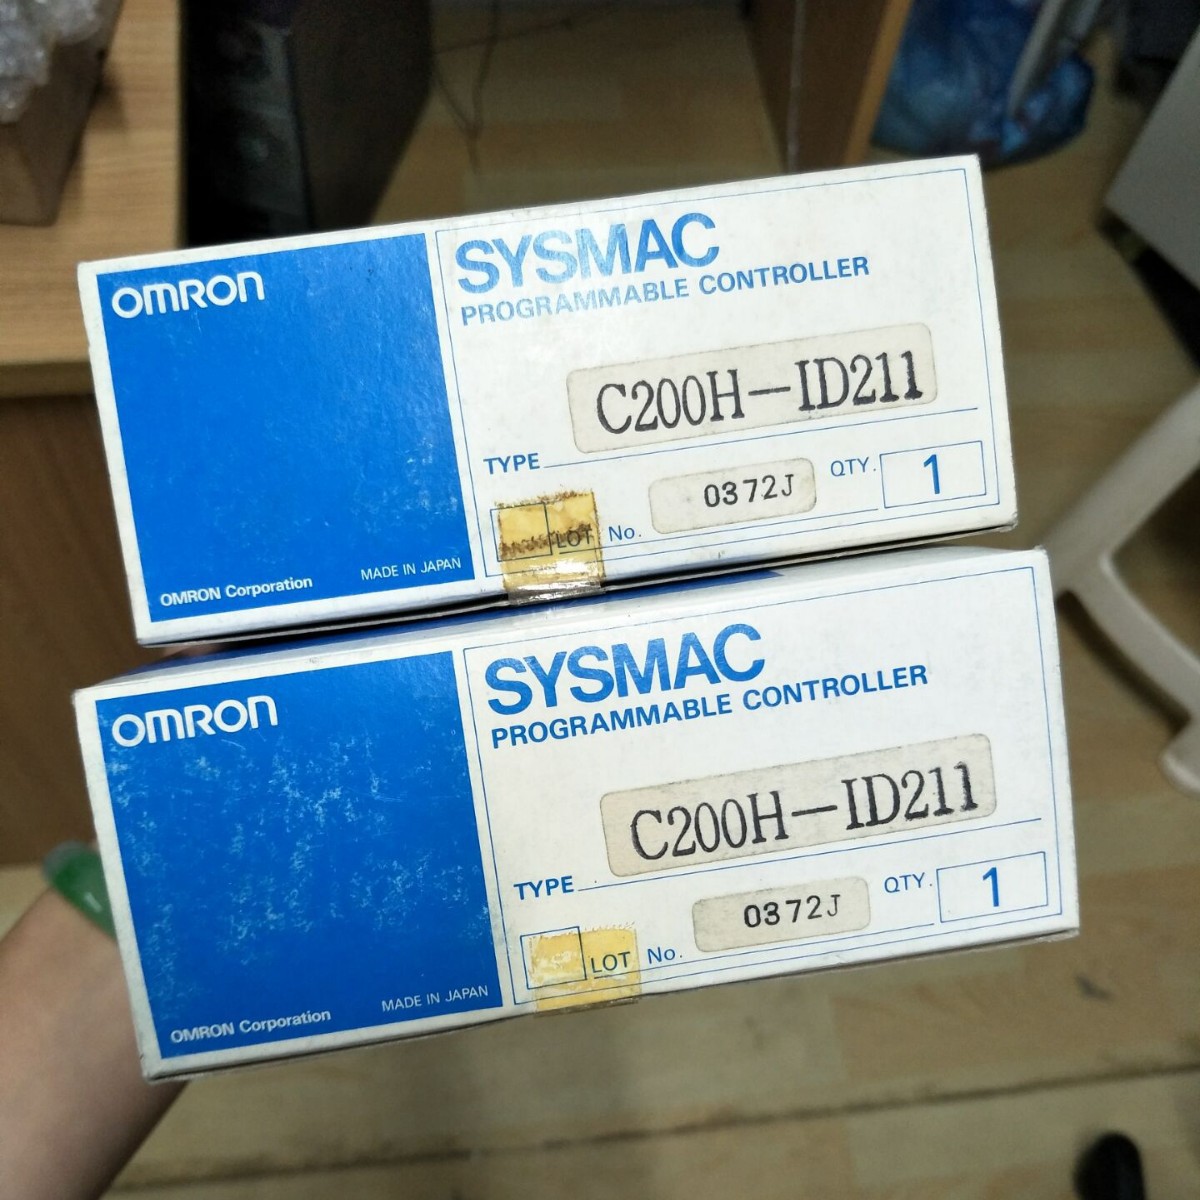 OMRON
SYSMAC
PROGRAMMABLE CONTROLLER
C200H-ID211
TYPE
LOT No. 0372J QTY. 1
OMRON Corporation MADE IN JAPAN
OMRON
SYSMAC
PROGRAMMABLE CONTROLLER
C200H-ID211
TYPE
LOT No. 0372J QTY. 1
OMRON Corporation MADE IN JAPAN